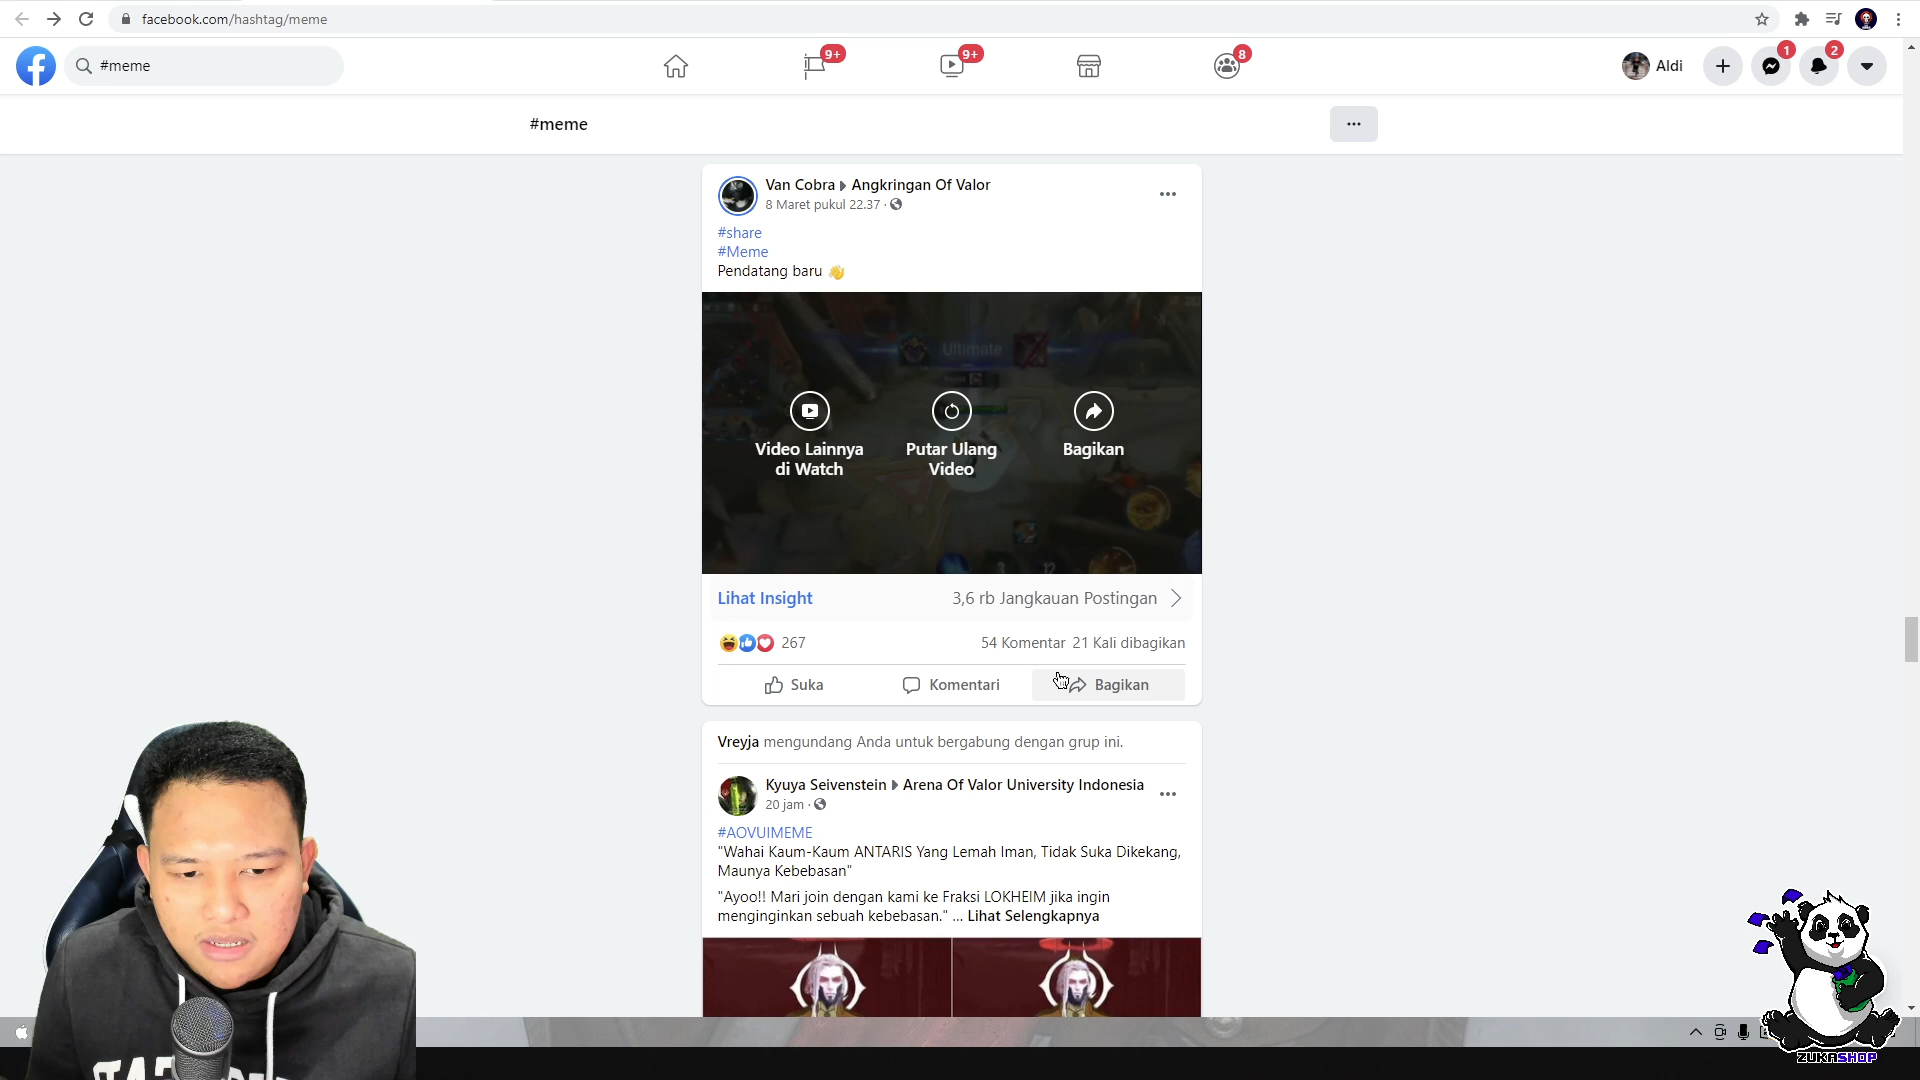 facebook.com/hashtag/meme
#meme
9+
9+
8
Aldi
1
2
#meme
Van Cobra
Angkringan Of Valor
8 Maret pukul 22.37 ·
#share
#Meme
Pendatang baru 👋
Ultimate
Video Lainnya
di Watch
Putar Ulang
Video
Bagikan
Lihat Insight
3,6 rb Jangkauan Postingan
267
54 Komentar 21 Kali dibagikan
Suka
Komentari
Bagikan
Vreyja mengundang Anda untuk bergabung dengan grup ini.
Kyuya Seivenstein
Arena Of Valor University Indonesia
20 jam ·
#AOVUIMEME
"Wahai Kaum-Kaum ANTARIS Yang Lemah Iman, Tidak Suka Dikekang,
Maunya Kebebasan"
"Ayoo!! Mari join dengan kami ke Fraksi LOKHEIM jika ingin
menginginkan sebuah kebebasan." ... Lihat Selengkapnya
ZUKASHOP